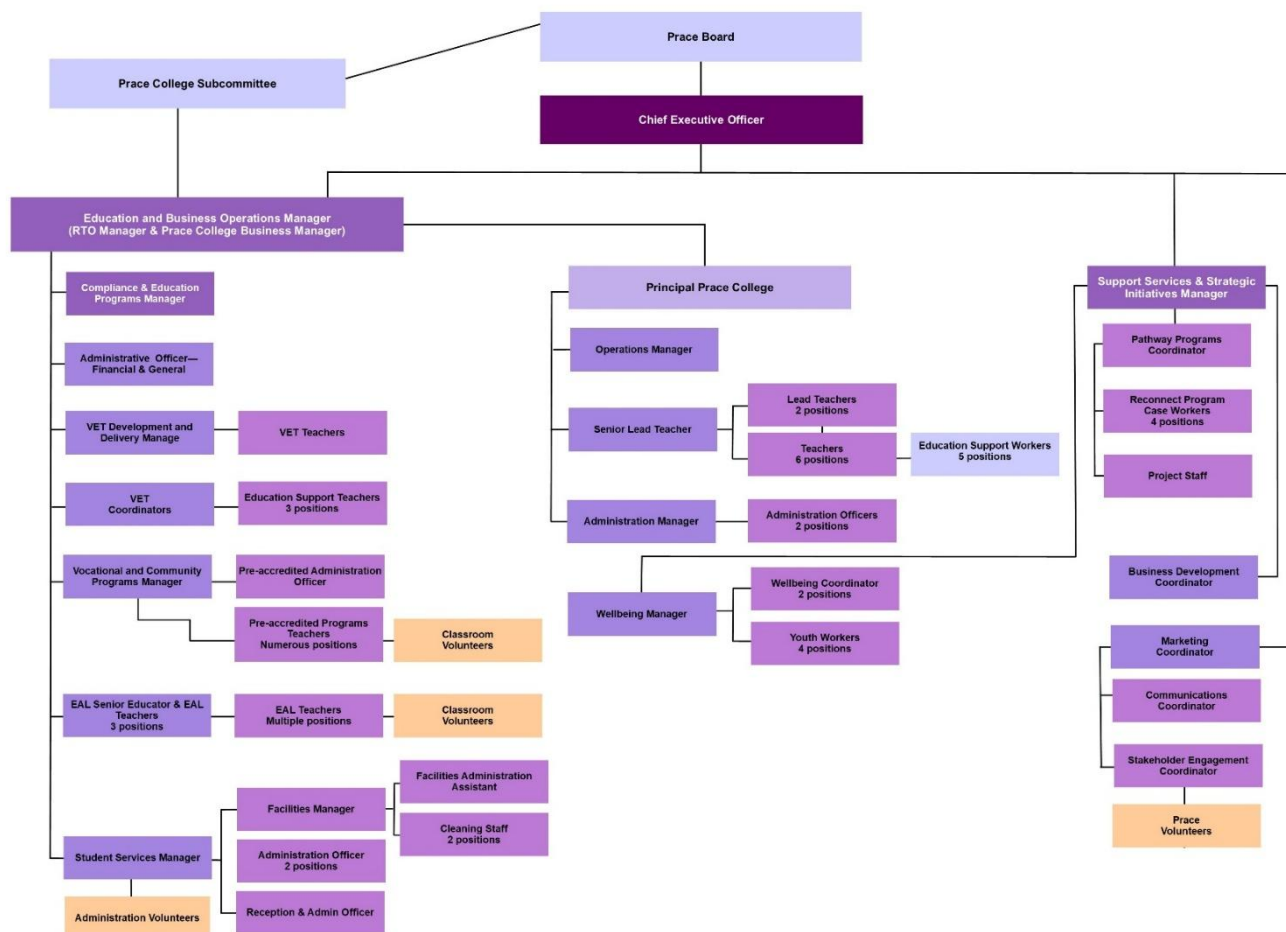 Prace Board
Prace College Subcommittee
Chief Executive Officer
Education and Business Operations Manager
(RTO Manager & Prace College Business Manager)
Compliance & Education
Programs Manager
Administrative Officer—
Financial & General
VET Development and
Delivery Manage
VET Teachers
VET
Coordinators
Education Support Teachers
3 positions
Vocational and Community
Programs Manager
Pre-accredited Administration
Officer
Pre-accredited Programs
Teachers
Numerous positions
Classroom
Volunteers
EAL Senior Educator & EAL
Teachers
3 positions
EAL Teachers
Multiple positions
Classroom
Volunteers
Student Services Manager
Facilities Manager
Facilities Administration
Assistant
Cleaning Staff
2 positions
Administration Officer
2 positions
Reception & Admin Officer
Administration Volunteers
Principal Prace College
Operations Manager
Senior Lead Teacher
Lead Teachers
2 positions
Teachers
6 positions
Education Support Workers
5 positions
Administration Manager
Administration Officers
2 positions
Wellbeing Manager
Wellbeing Coordinator
2 positions
Youth Workers
4 positions
Support Services & Strategic
Initiatives Manager
Pathway Programs
Coordinator
Reconnect Program
Case Workers
4 positions
Project Staff
Business Development
Coordinator
Marketing
Coordinator
Communications
Coordinator
Stakeholder Engagement
Coordinator
Prace
Volunteers